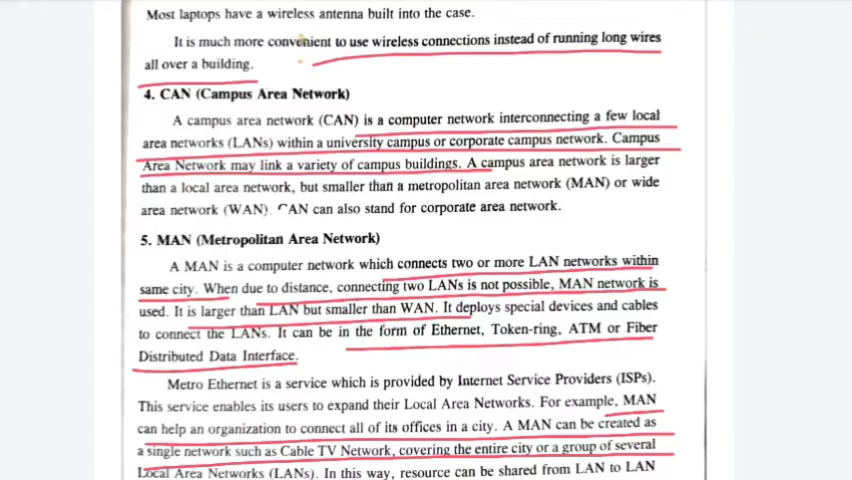 Most laptops have a wireless antenna built into the case.
It is much more convenient to use wireless connections instead of running long wires
all over a building.
4. CAN (Campus Area Network)
A campus area network (CAN) is a computer network interconnecting a few local
area networks (LANs) within a university campus or corporate campus network. Campus
Area Network may link a variety of campus buildings. A campus area network is larger
than a local area network, but smaller than a metropolitan area network (MAN) or wide
area network (WAN). CAN can also stand for corporate area network.
5. MAN (Metropolitan Area Network)
A MAN is a computer network which connects two or more LAN networks within
same city. When due to distance, connecting two LANs is not possible, MAN network is
used. It is larger than LAN but smaller than WAN. It deploys special devices and cables
to connect the LANs. It can be in the form of Ethernet, Token-ring, ATM or Fiber
Distributed Data Interface.
Metro Ethernet is a service which is provided by Internet Service Providers (ISPs).
This service enables its users to expand their Local Area Networks. For example, MAN
can help an organization to connect all of its offices in a city. A MAN can be created as
a single network such as Cable TV Network, covering the entire city or a group of several
Local Area Networks (LANs). In this way, resource can be shared from LAN to LAN